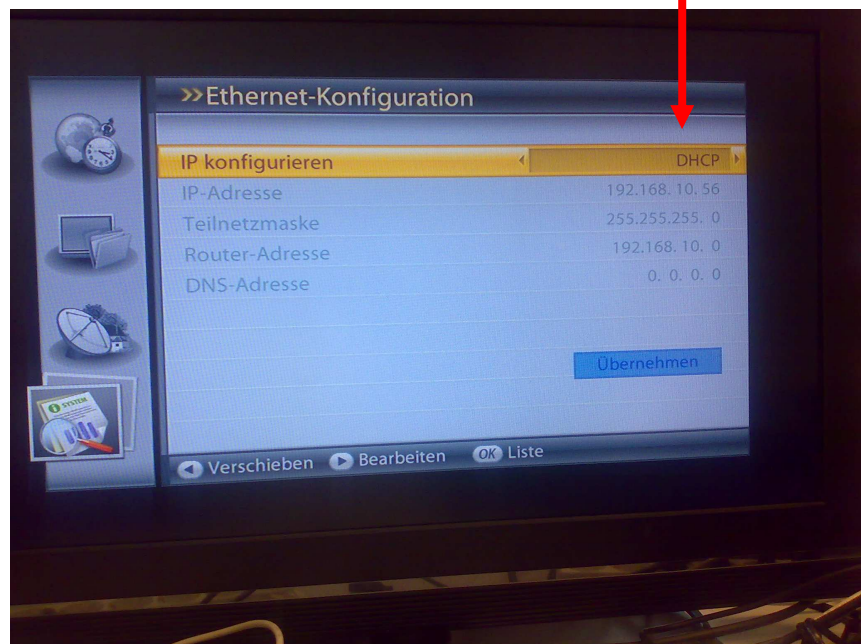 >>Ethernet-Konfiguration
IP konfigurieren DHCP
IP-Adresse 192.168. 10. 56
Teilnetzmaske 255.255.255. 0
Router-Adresse 192.168. 10. 0
DNS-Adresse 0. 0. 0. 0
Übernehmen
SYSTEM
Verschieben Bearbeiten OK Liste